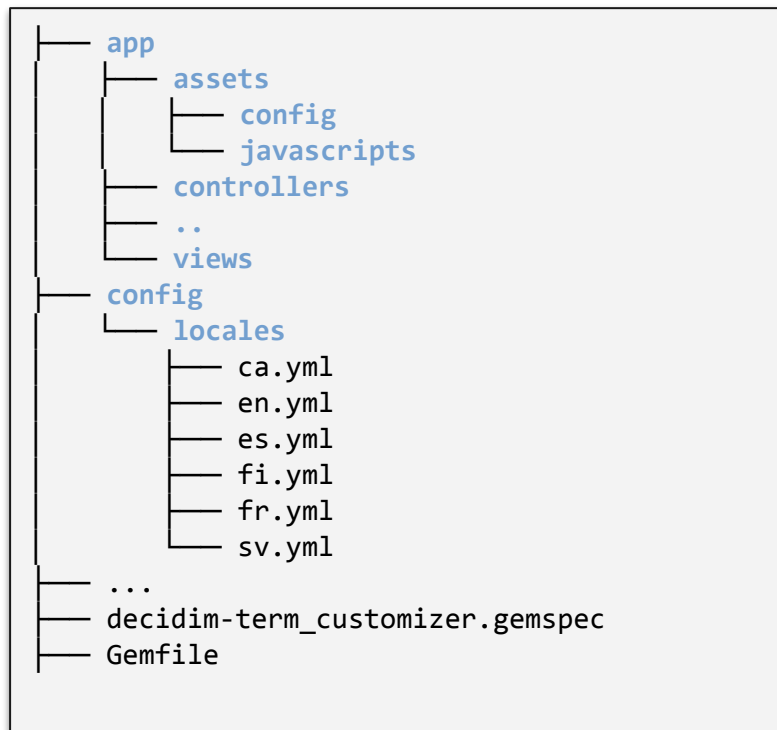 ├── app
│   ├── assets
│   │   ├── config
│   │   └── javascripts
│   ├── controllers
│   ├── ..
│   └── views
├── config
│   └── locales
│       ├── ca.yml
│       ├── en.yml
│       ├── es.yml
│       ├── fi.yml
│       ├── fr.yml
│       └── sv.yml
├── ...
├── decidim-term_customizer.gemspec
├── Gemfile